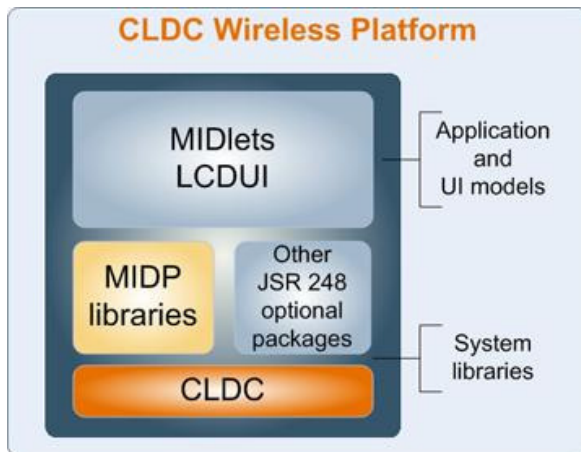 CLDC Wireless Platform
MIDlets
LCDUI
Application
and
UI models
MIDP
libraries
Other
JSR 248
optional
packages
System
libraries
CLDC